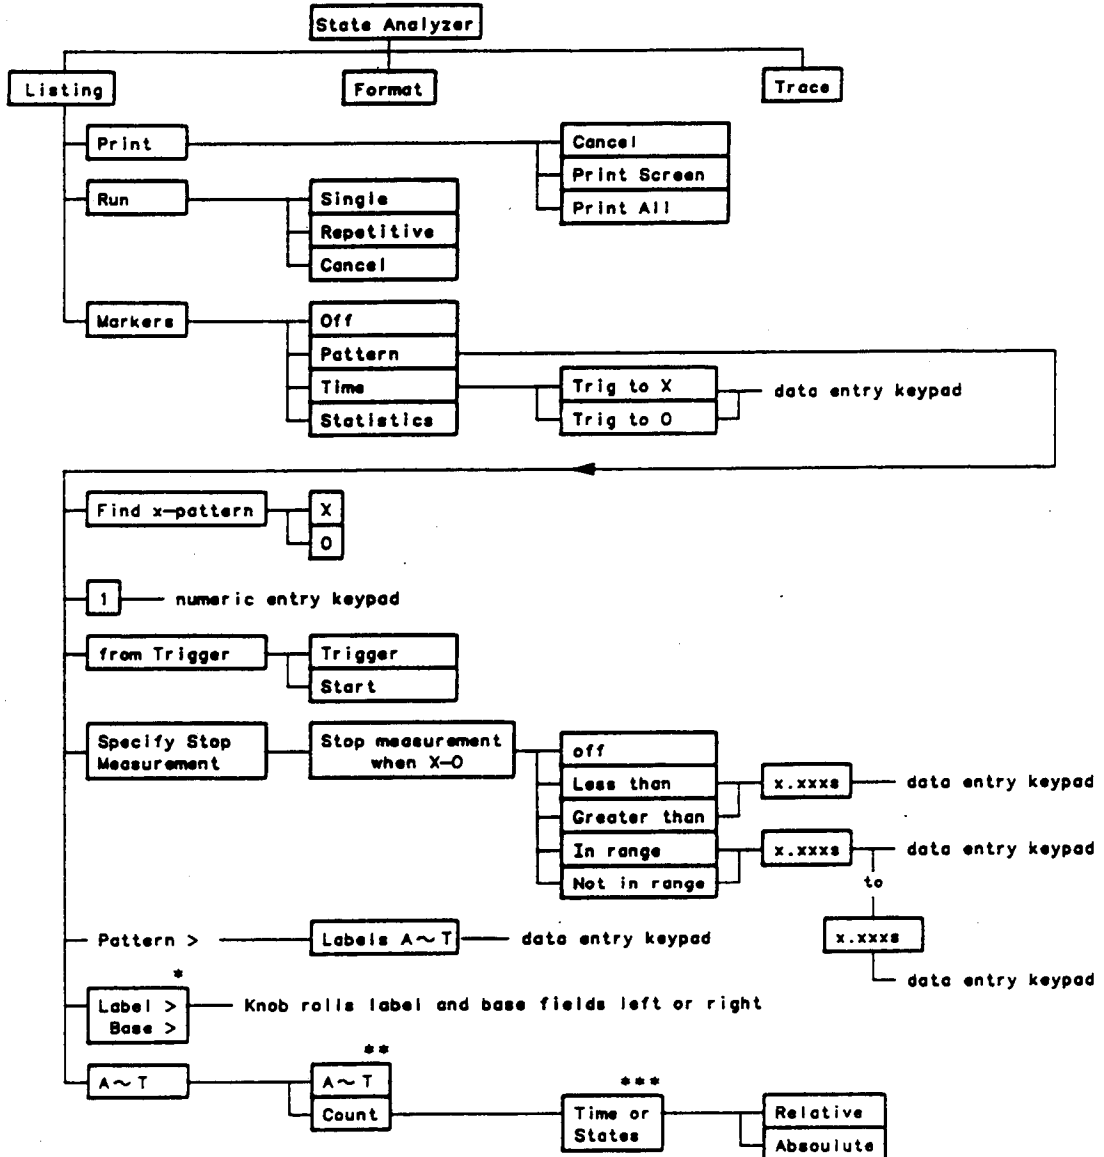 State Analyzer
Listing
Format
Trace
Print
Cancel
Print Screen
Print All
Run
Single
Repetitive
Cancel
Markers
Off
Pattern
Time
Statistics
Trig to X
Trig to O
data entry keypad
Find x-pattern
X
O
1
numeric entry keypad
from Trigger
Trigger
Start
Specify Stop
Measurement
Stop measurement
when X-O
off
Less than
Greater than
In range
Not in range
x.xxxs
data entry keypad
x.xxxs
data entry keypad
to
x.xxxs
data entry keypad
Pattern >
Labels A~T
data entry keypad
*
Label >
Base >
Knob rolls label and base fields left or right
A~T
**
A~T
Count
***
Time or
States
Relative
Absoulute